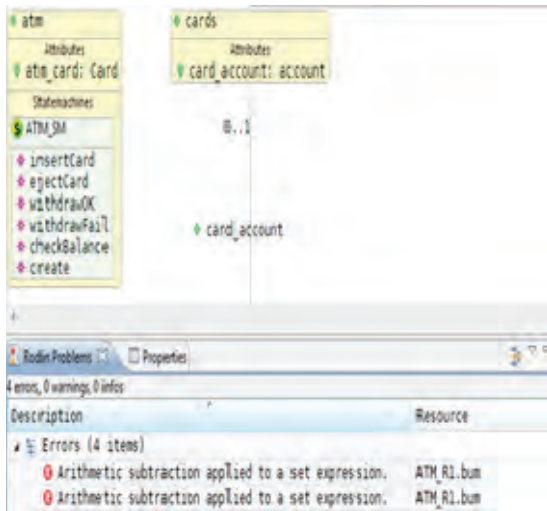 atm
Attributes
atm_card: Card
Statemachines
ATM_SM
insertCard
ejectCard
withdrawOK
withdrawFail
checkBalance
create
cards
Attributes
card_account: account
0..1
card_account
Rodin Problems
Properties
4 errors, 0 warnings, 0 infos
Description
Resource
Errors (4 items)
Arithmetic subtraction applied to a set expression. ATM_R1.bum
Arithmetic subtraction applied to a set expression. ATM_R1.bum